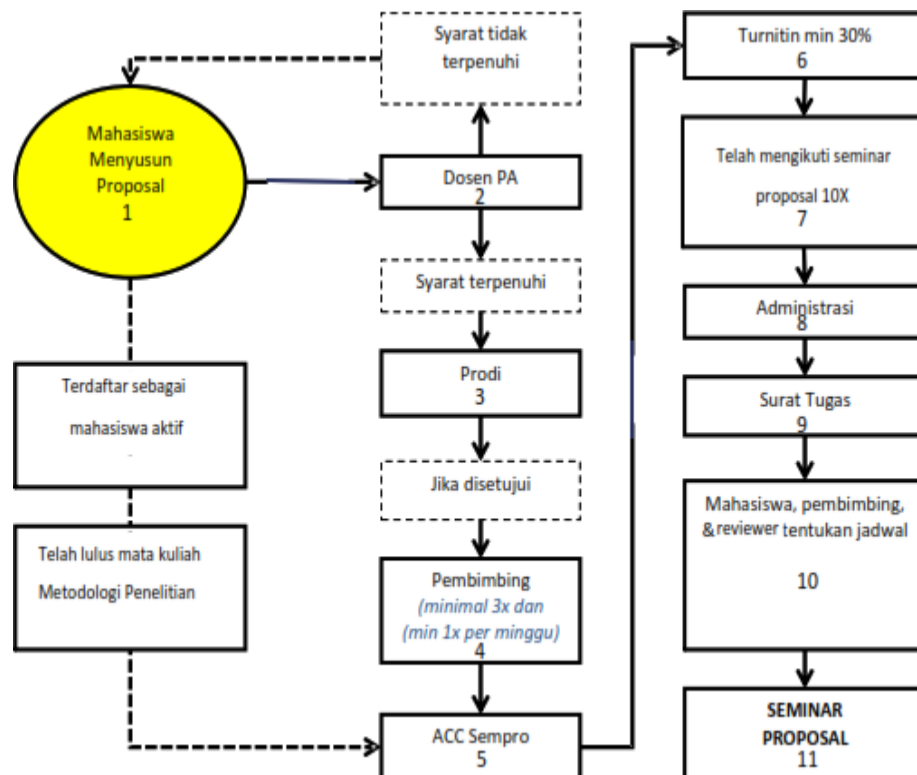 Mahasiswa
Menyusun
Proposal
1
Terdaftar sebagai
mahasiswa aktif
Telah lulus mata kuliah
Metodologi Penelitian
Syarat tidak
terpenuhi
Dosen PA
2
Syarat terpenuhi
Prodi
3
Jika disetujui
Pembimbing
(minimal 3x dan
(min 1x per minggu)
4
ACC Sempro
5
Turnitin min 30%
6
Telah mengikuti seminar
proposal 10X
7
Administrasi
8
Surat Tugas
9
Mahasiswa, pembimbing,
&reviewer tentukan jadwal
10
SEMINAR
PROPOSAL
11